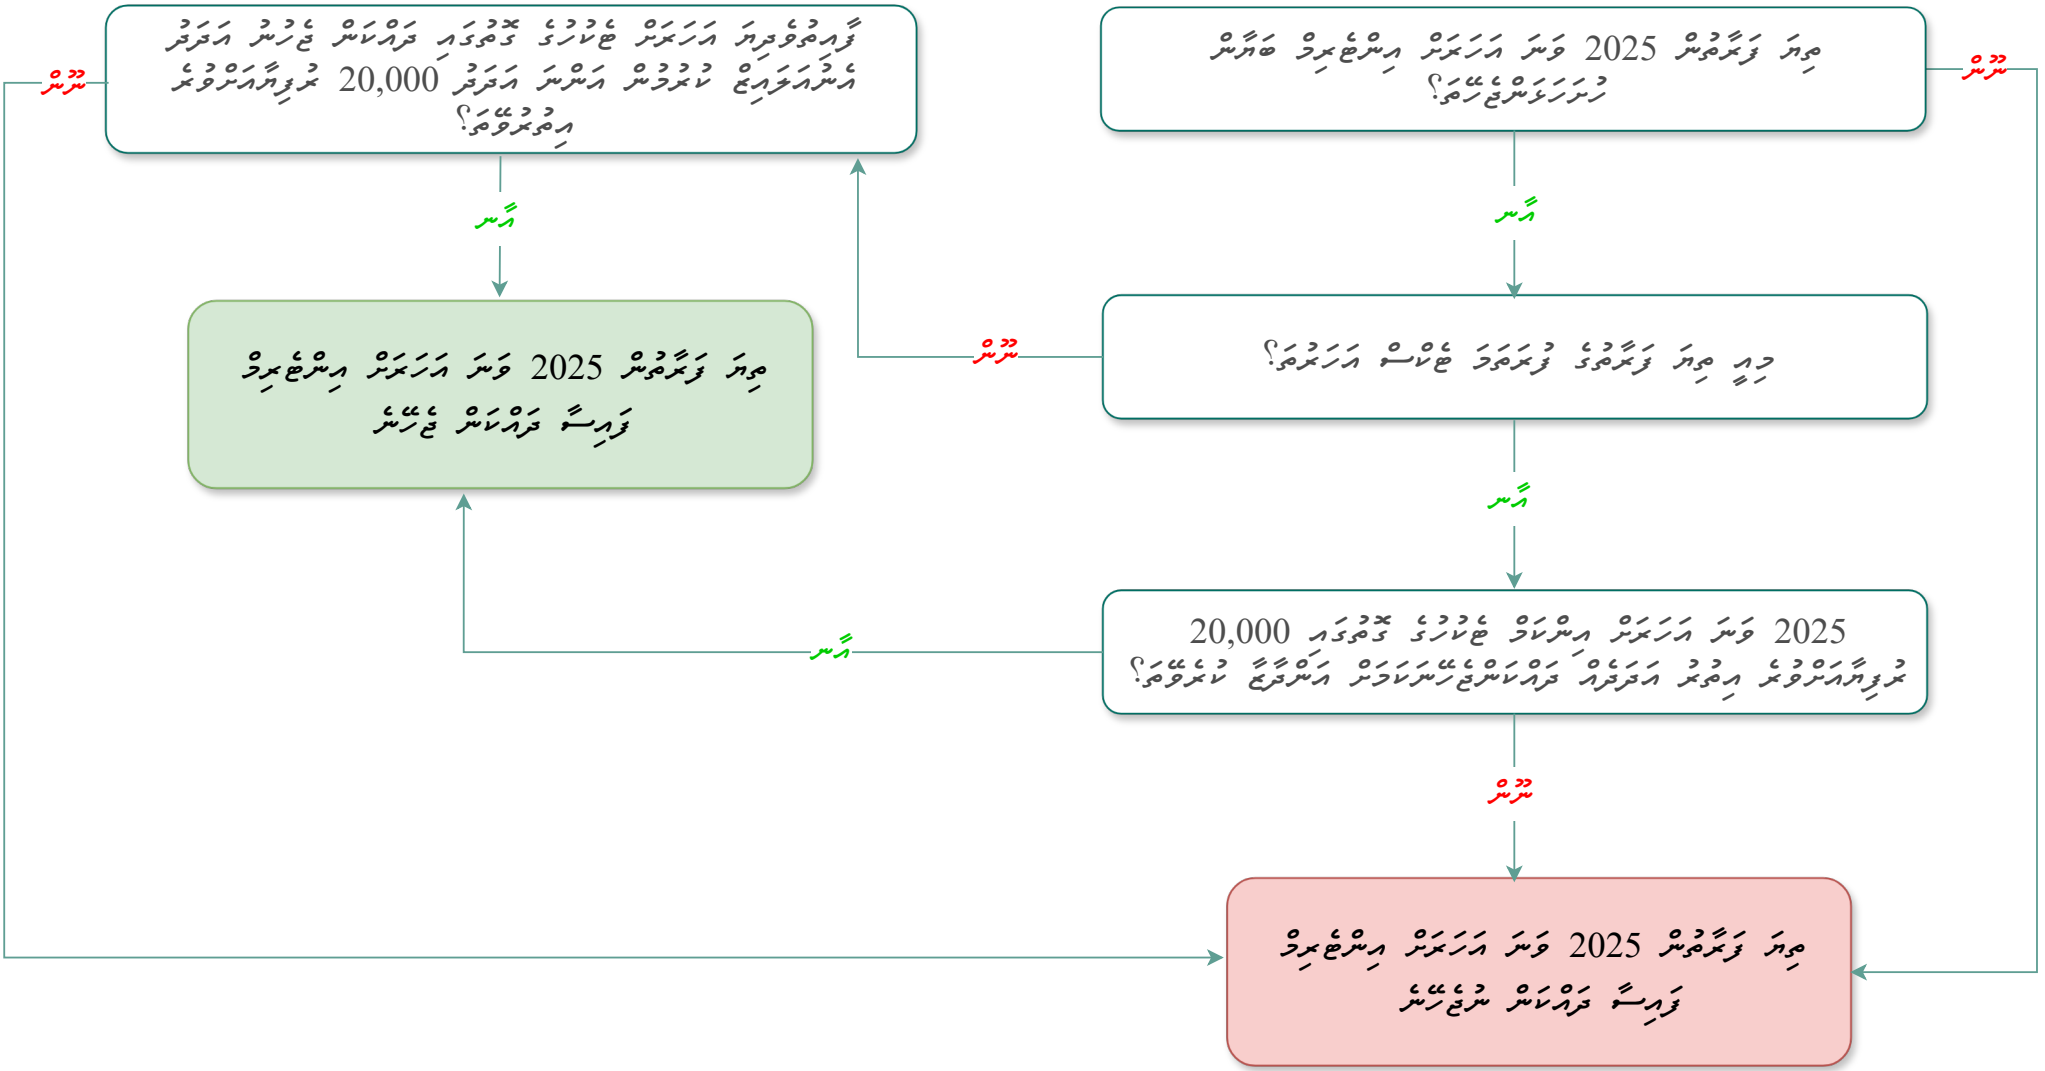 ތިޔަ ފަރާތުން 2025 ވަނަ އަހަރަށް އިންޓެރިމް ބަޔާން
ހުށަހަޅަންޖެހޭތަ؟
ނޫން
އާނ
މިއީ ތިޔަ ފަރާތުގެ ފުރަތަމަ ޓެކްސް އަހަރުތަ؟
ނޫން
އާނ
2025 ވަނަ އަހަރަށް އިންކަމް ޓެކުހުގެ ގޮތުގައި 20,000
ރުފިޔާއަށްވުރެ އިތުރު އަދަދެއް ދައްކަންޖެހޭނަކަމަށް އަންދާޒާ ކުރެވޭތަ؟
އާނ
ނޫން
ފާއިތުވެދިޔަ އަހަރަށް ޓެކުހުގެ ގޮތުގައި ދައްކަން ޖެހުނު އަދަދު
އެނުއަލައިޒް ކުރުމުން އަންނަ އަދަދު 20,000 ރުފިޔާއަށްވުރެ
އިތުރުވޭތަ؟
ނޫން
އާނ
ތިޔަ ފަރާތުން 2025 ވަނަ އަހަރަށް އިންޓެރިމް
ފައިސާ ދައްކަން ޖެހޭނެ
ތިޔަ ފަރާތުން 2025 ވަނަ އަހަރަށް އިންޓެރިމް
ފައިސާ ދައްކަން ނުޖެހޭނެ